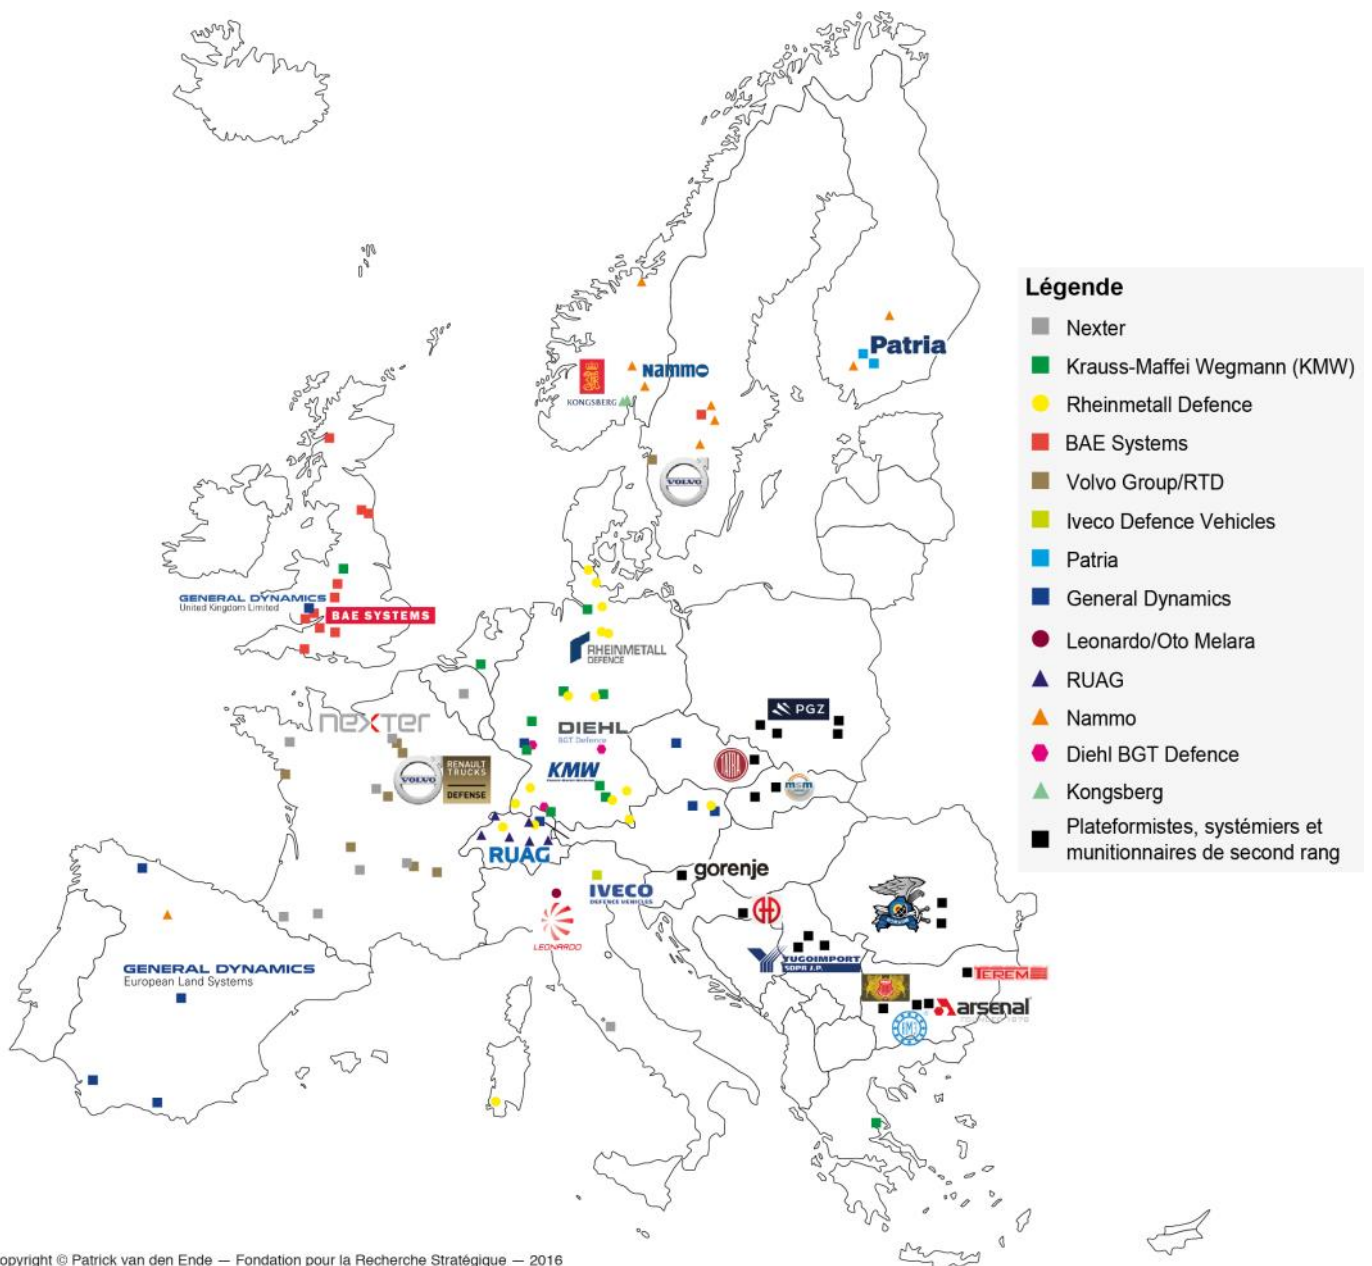 Légende
Nexter
Krauss-Maffei Wegmann (KMW)
Rheinmetall Defence
BAE Systems
Volvo Group/RTD
Iveco Defence Vehicles
Patria
General Dynamics
Leonardo/Oto Melara
RUAG
Nammo
Diehl BGT Defence
Kongsberg
Plateformistes, systémiers et
munitionnaires de second rang
Patria
Nammo
KONGSBERG
VOLVO
GENERAL DYNAMICS
United Kingdom Limited
BAE SYSTEMS
RHEINMETALL
DEFENCE
PGZ
nexter
DIEHL
BGT Defence
VOLVO
RENAULT
TRUCKS
DEFENSE
KMW
TATRA
msm
RUAG
gorenje
IVECO
DEFENCE VEHICLES
LEONARDO
YUGOIMPORT
SDPR J.P.
GENERAL DYNAMICS
European Land Systems
TEREM
arsenal
opyright © Patrick van den Ende — Fondation pour la Recherche Stratégique — 2016